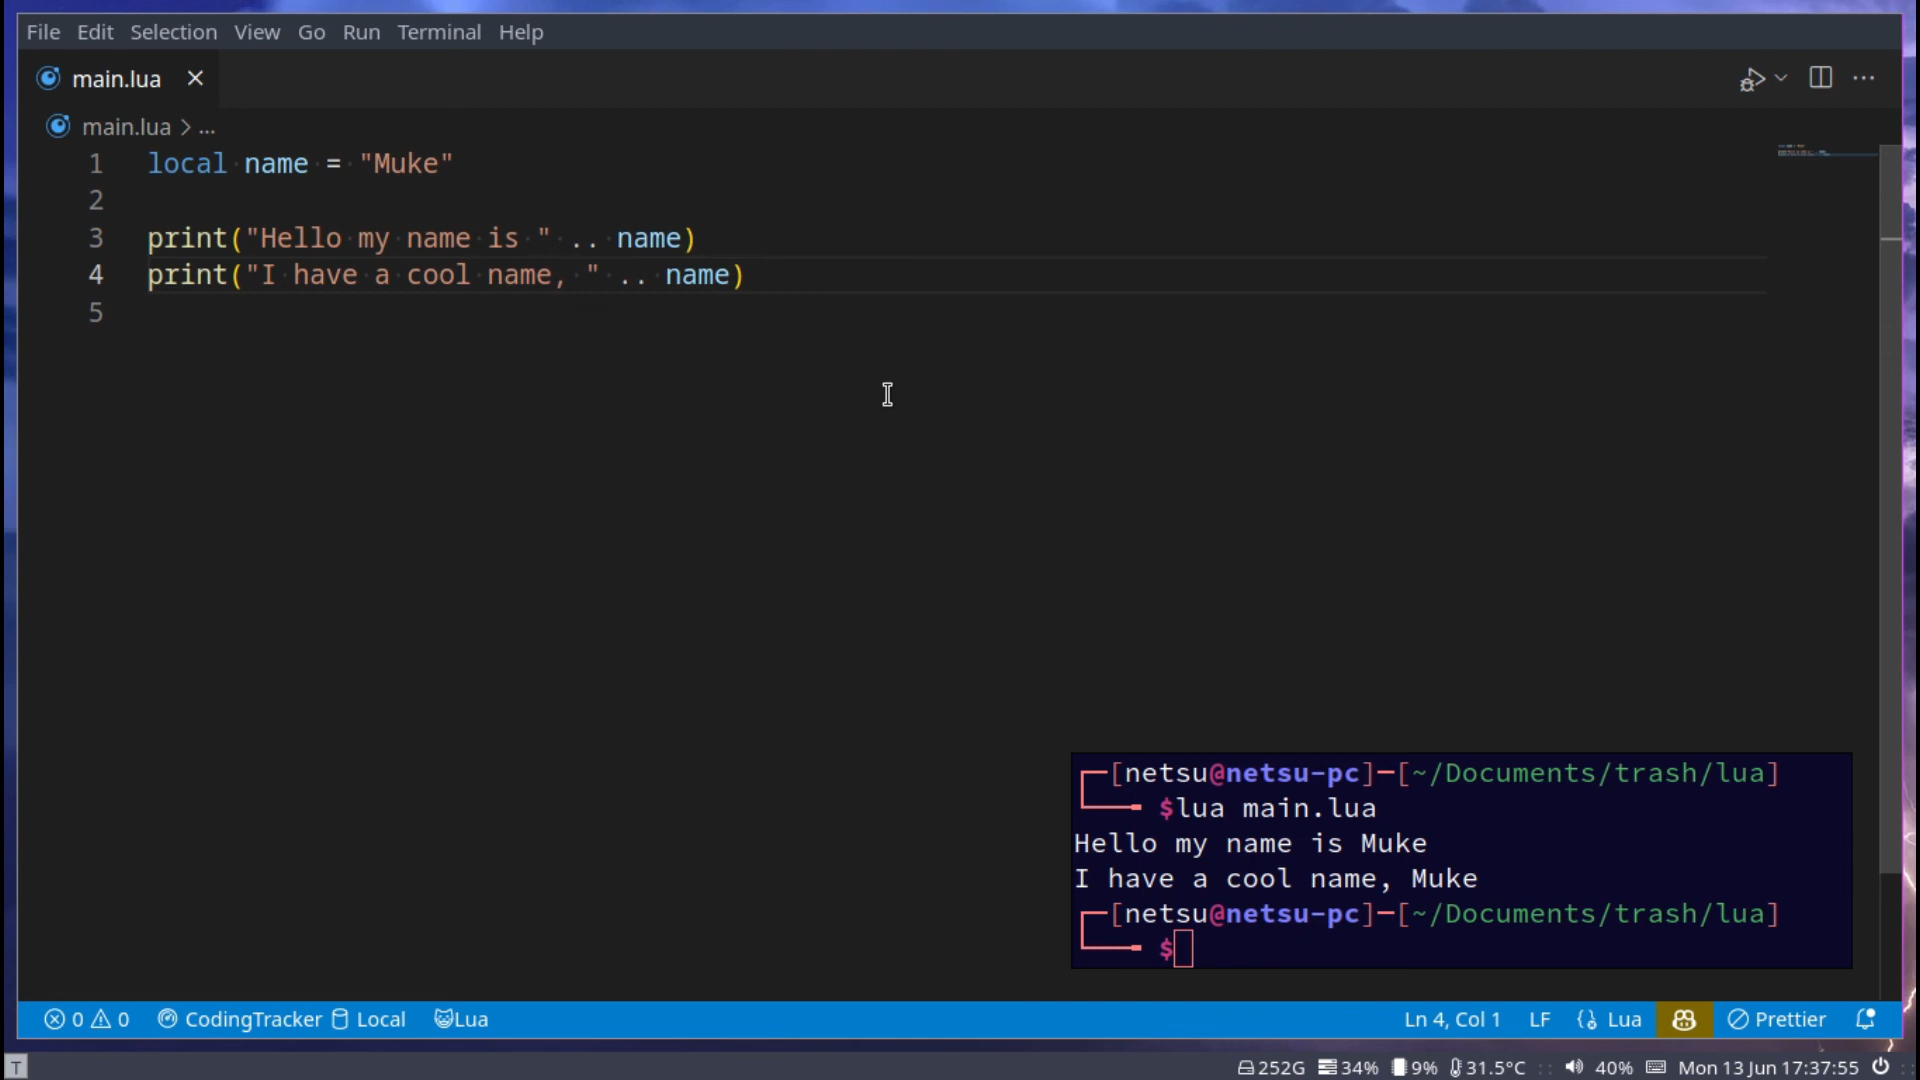 File Edit Selection View Go Run Terminal Help
main.lua
main.lua > ...
1 local name = "Muke"
2
3 print("Hello my name is " .. name)
4 print("I have a cool name, " .. name)
5
[netsu@netsu-pc]-[~/Documents/trash/lua]
$lua main.lua
Hello my name is Muke
I have a cool name, Muke
[netsu@netsu-pc]-[~/Documents/trash/lua]
$
0 0 CodingTracker Local Lua Ln 4, Col 1 LF Lua Prettier
T 252G 34% 9% 31.5°C :: 40% Mon 13 Jun 17:37:55